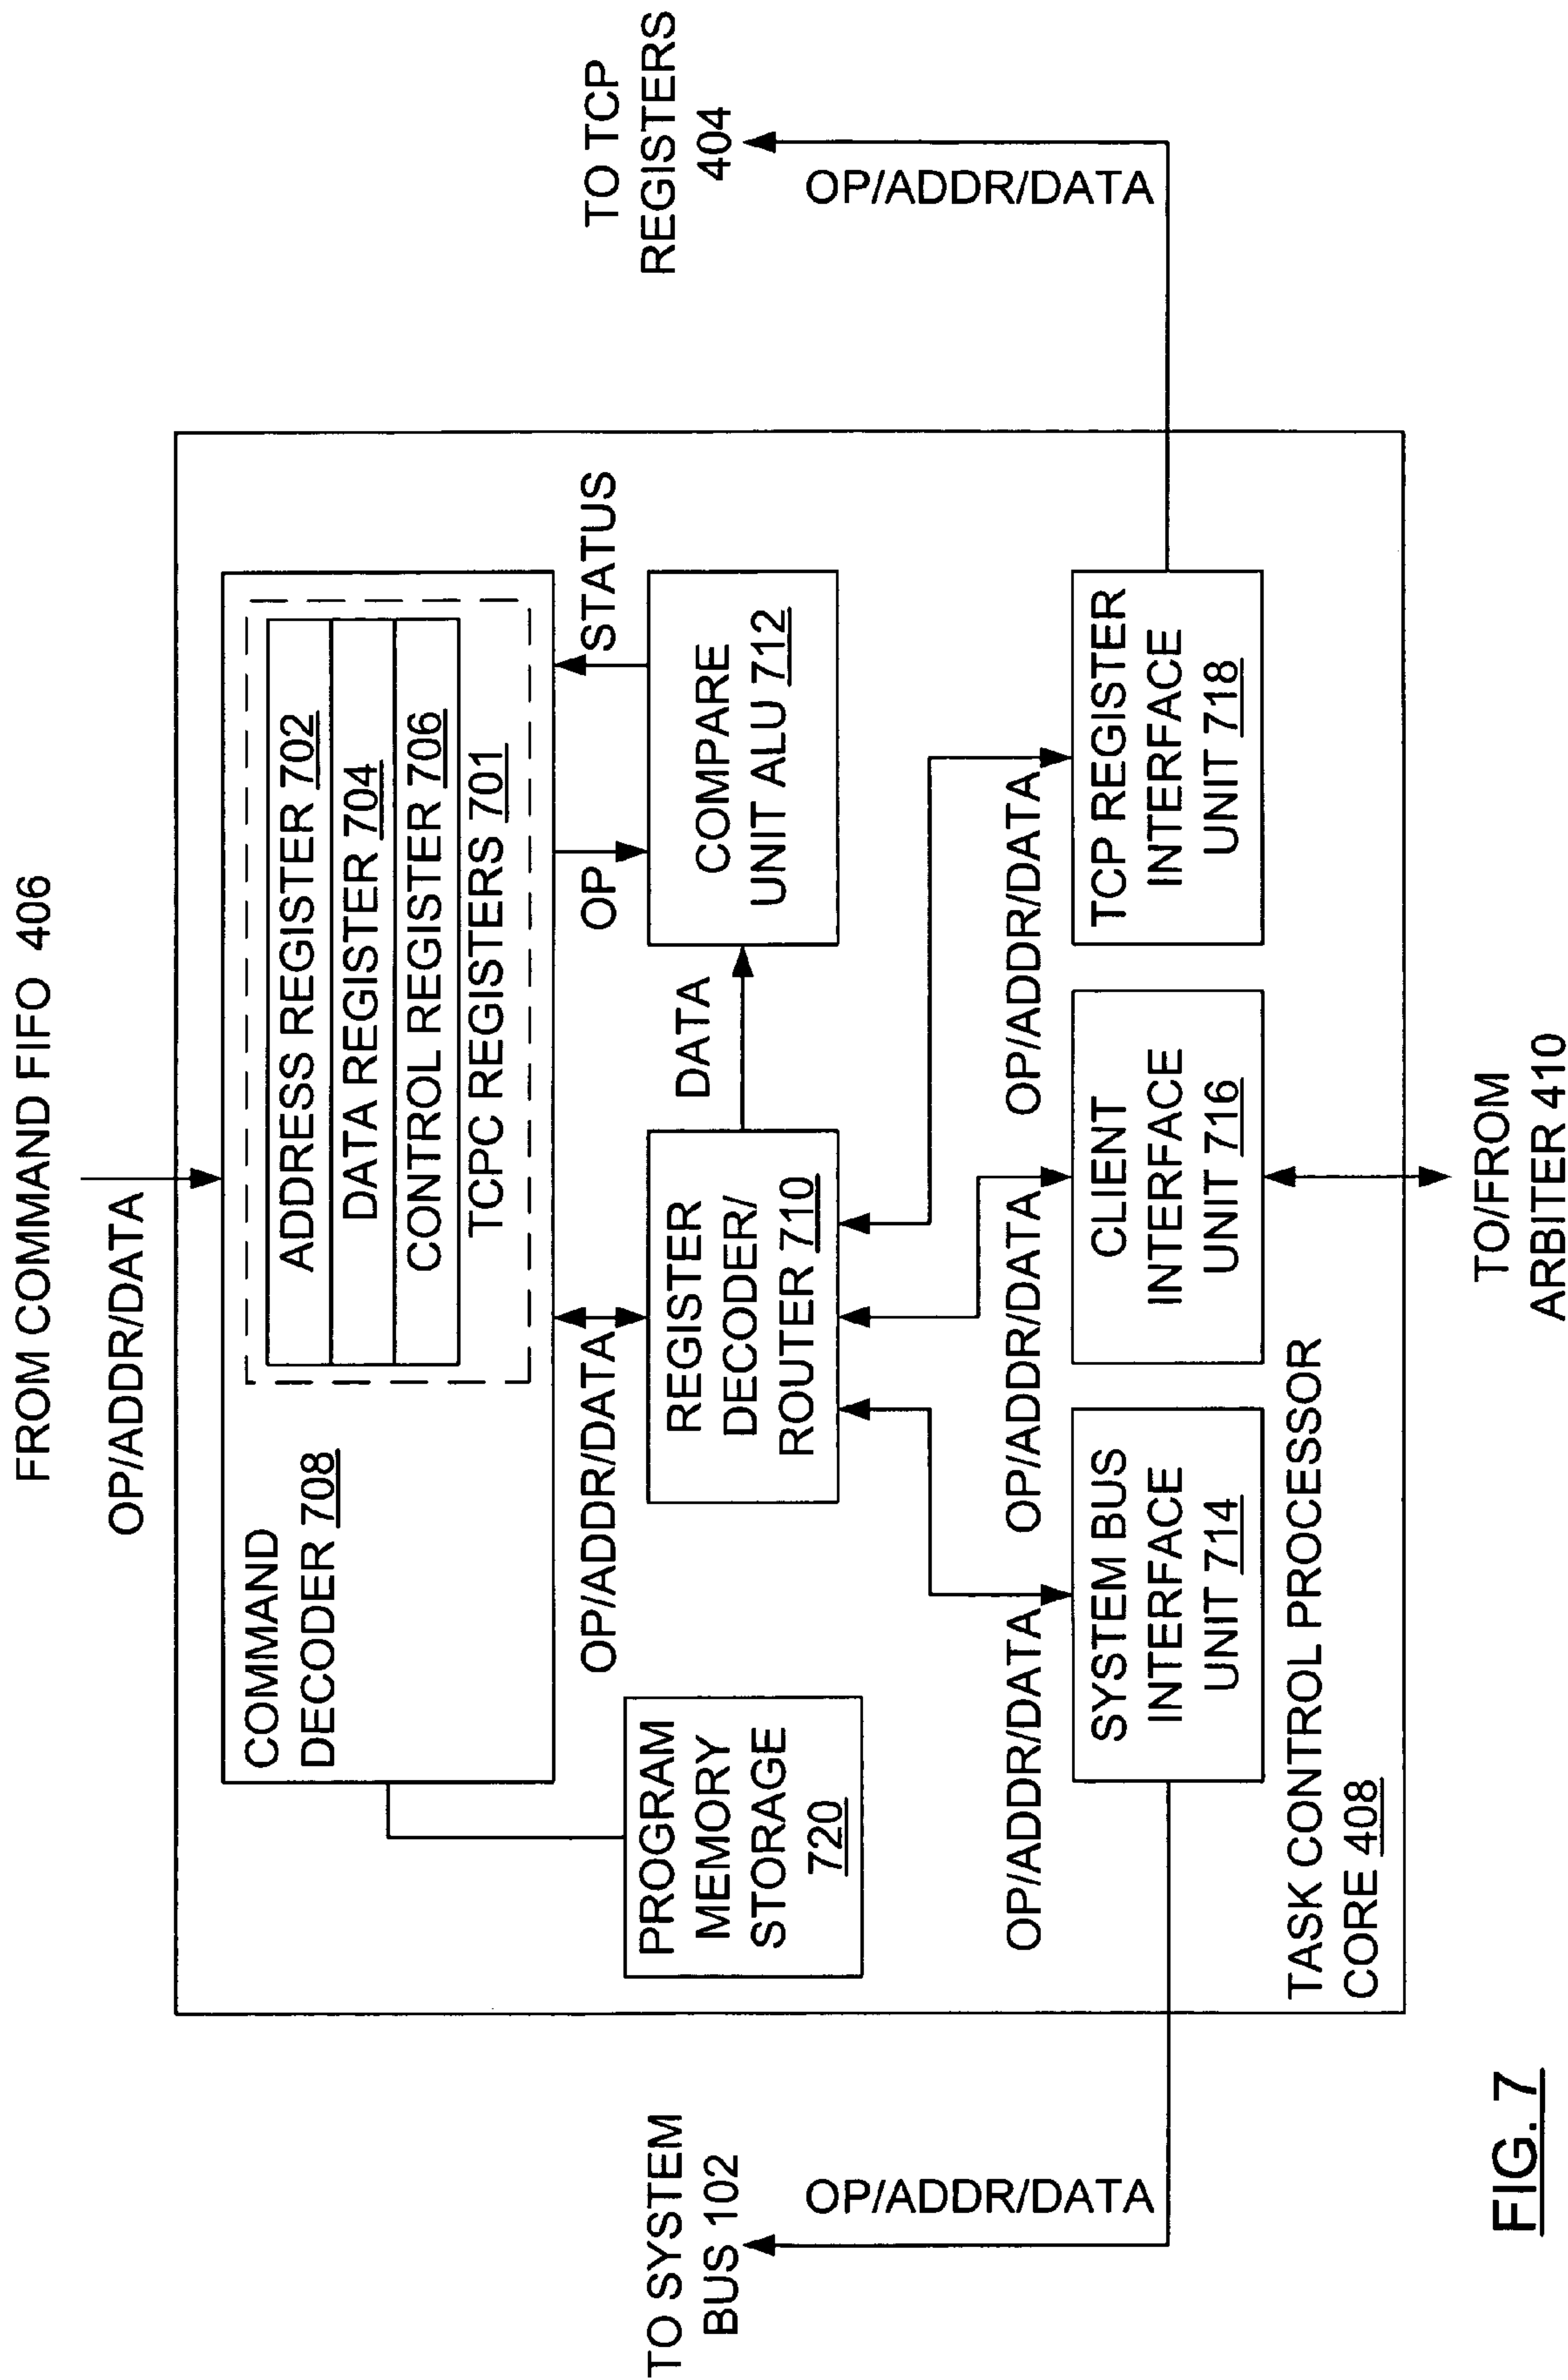 FROM COMMAND FIFO 406
OP/ADDR/DATA
COMMAND
DECODER 708
ADDRESS REGISTER 702
DATA REGISTER 704
CONTROL REGISTER 706
TCPC REGISTERS 701
PROGRAM
MEMORY
STORAGE
720
OP/ADDR/DATA
REGISTER
DECODER/
ROUTER 710
DATA
OP
STATUS
COMPARE
UNIT ALU 712
OP/ADDR/DATA
OP/ADDR/DATA
OP/ADDR/DATA
SYSTEM BUS
INTERFACE
UNIT 714
CLIENT
INTERFACE
UNIT 716
TCP REGISTER
INTERFACE
UNIT 718
TASK CONTROL PROCESSOR
CORE 408
TO SYSTEM
BUS 102
OP/ADDR/DATA
TO TCP
REGISTERS
404
OP/ADDR/DATA
TO/FROM
ARBITER 410
FIG. 7